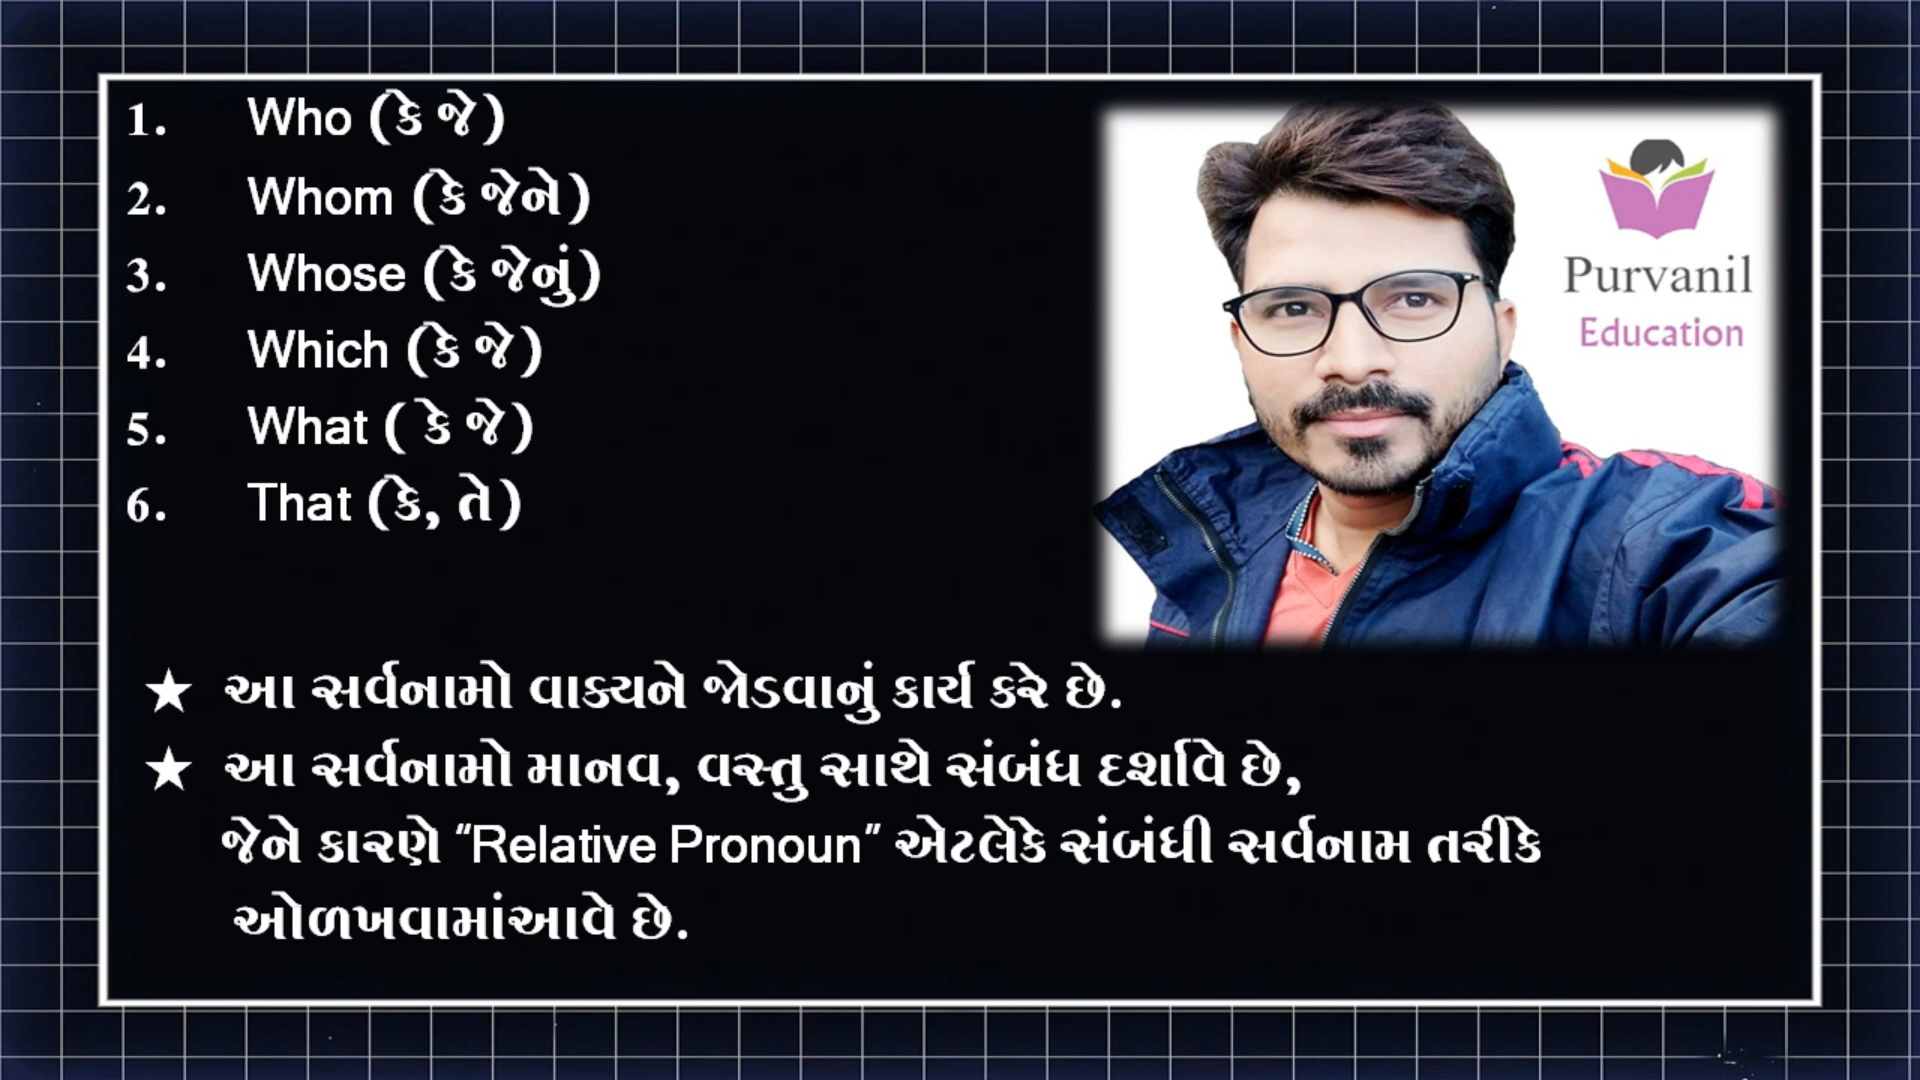 1. Who (કે જે)
2. Whom (કે જેને)
3. Whose (કે જેનું)
4. Which (કે જે)
5. What ( કે જે)
6. That (કે, તે)
Purvanil
Education
★ આ સર્વનામો વાક્યને જોડવાનું કાર્ય કરે છે.
★ આ સર્વનામો માનવ, વસ્તુ સાથે સંબંધ દર્શાવે છે,
જેને કારણે “Relative Pronoun” એટલેકે સંબંધી સર્વનામ તરીકે
ઓળખવામાંઆવે છે.